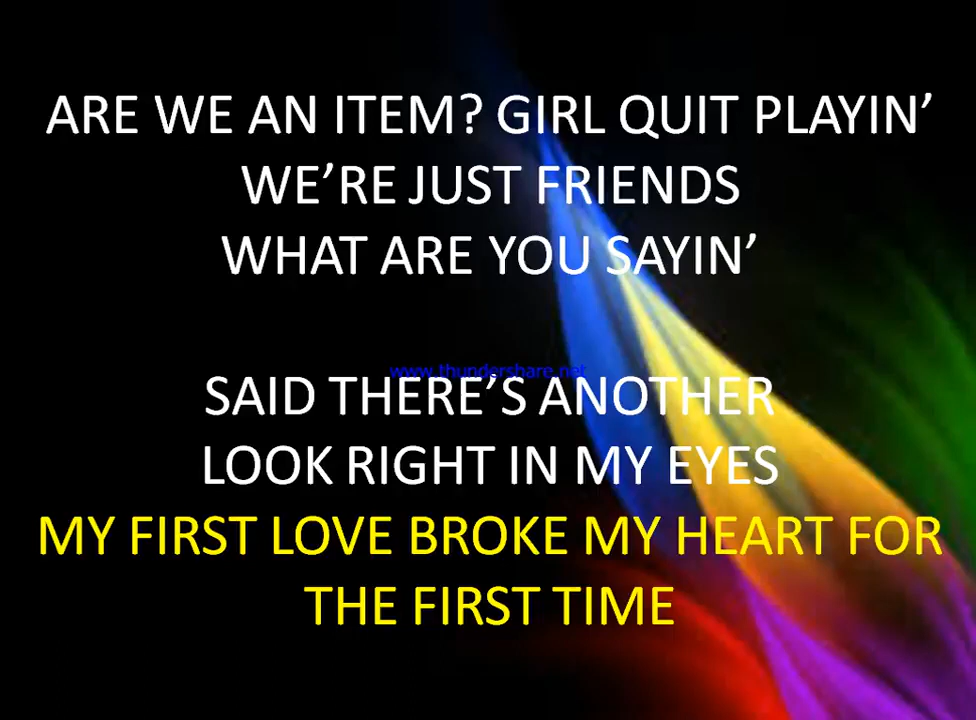 ARE WE AN ITEM? GIRL QUIT PLAYIN’
WE’RE JUST FRIENDS
WHAT ARE YOU SAYIN’
www.thundershare.net
SAID THERE’S ANOTHER
LOOK RIGHT IN MY EYES
MY FIRST LOVE BROKE MY HEART FOR
THE FIRST TIME